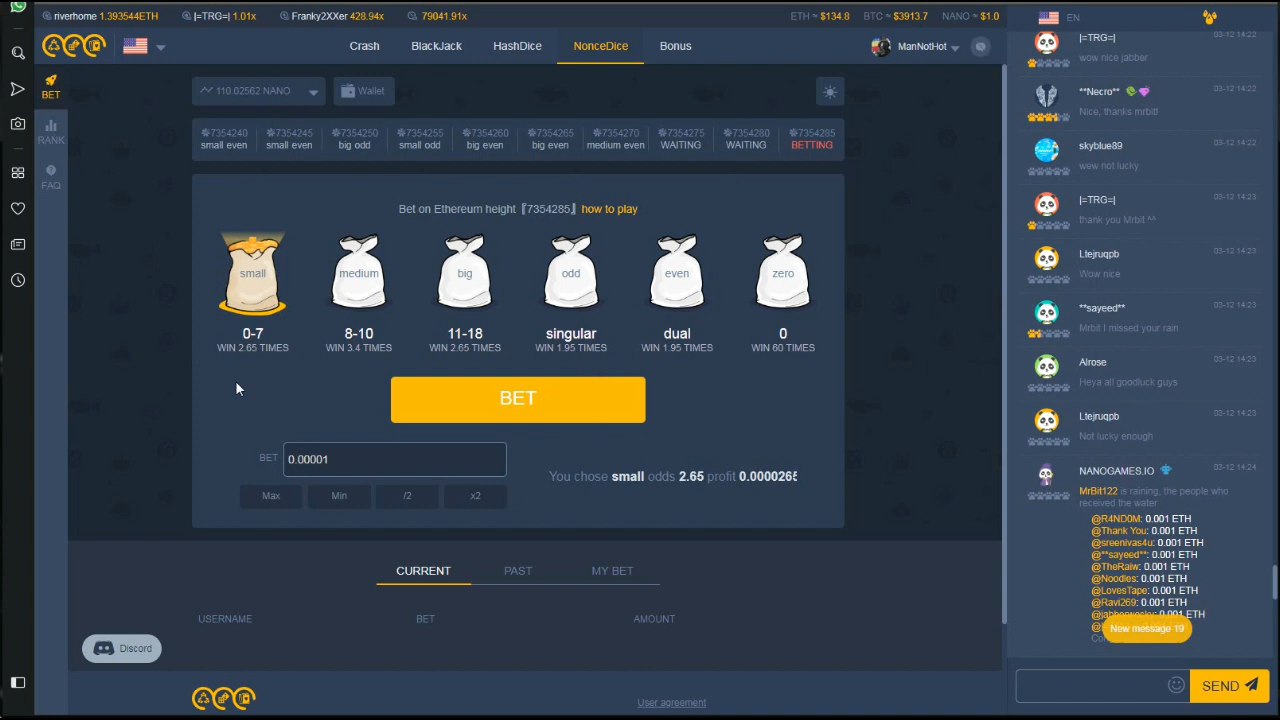 riverhome 1.393544ETH
|=TRG=| 1.01x
Franky2XXer 428.94x
79041.91x
ETH ≈ $134.8
BTC ≈ $3913.7
NANO ≈ $1.0
EN
Crash
BlackJack
HashDice
NonceDice
Bonus
ManNotHot
BET
RANK
FAQ
110.02562 NANO
Wallet
7354240
small even
7354245
small even
7354250
big odd
7354255
small odd
7354260
big even
7354265
big even
7354270
medium even
7354275
WAITING
7354280
WAITING
7354285
BETTING
Bet on Ethereum height 『7354285』 how to play
small
medium
big
odd
even
zero
0-7
WIN 2.65 TIMES
8-10
WIN 3.4 TIMES
11-18
WIN 2.65 TIMES
singular
WIN 1.95 TIMES
dual
WIN 1.95 TIMES
0
WIN 60 TIMES
BET
BET
0.00001
Max
Min
/2
x2
You chose small odds 2.65 profit 0.0000265
CURRENT
PAST
MY BET
USERNAME
BET
AMOUNT
Discord
User agreement
|=TRG=|
03-12 14:22
wow nice jabber
**Necro**
03-12 14:22
Nice, thanks mrbit!
skyblue89
03-12 14:22
wew not lucky
|=TRG=|
03-12 14:23
thank you Mrbit ^^
Ltejruqpb
03-12 14:23
Wow nice
**sayeed**
03-12 14:23
Mrbit I missed your rain
Alrose
03-12 14:23
Heya all goodluck guys
Ltejruqpb
03-12 14:23
Not lucky enough
NANOGAMES.IO
03-12 14:24
MrBit122 is raining, the people who
received the water
@R4ND0M: 0.001 ETH
@Thank You: 0.001 ETH
@sreenivas4u: 0.001 ETH
@**sayeed**: 0.001 ETH
@TheRaiw: 0.001 ETH
@Noodles: 0.001 ETH
@LovesTape: 0.001 ETH
@Ravi269: 0.001 ETH
0.001 ETH
New message 19
SEND